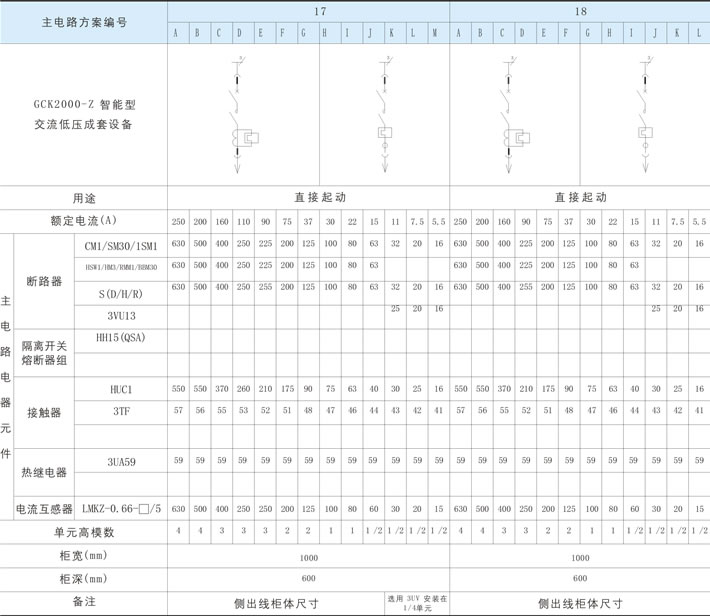 主电路方案编号 17 18
A B C D E F G H I J K L M A B C D E F G H I J K L
GCK2000-Z 智能型
交流低压成套设备
用途 直接起动 直接起动
额定电流(A) 250 200 160 110 90 75 37 30 22 15 11 7.5 5.5 250 200 160 90 75 37 30 22 15 11 7.5 5.5
主电路电器元件
断路器
CM1/SM30/1SM1 630 500 400 250 225 200 125 100 80 63 32 20 16 630 500 400 225 200 125 100 80 63 32 20 16
HSW1/HM3/RMM1/BBM30 630 500 400 250 225 200 125 100 80 63 630 500 400 225 200 125 100 80 63
S(D/H/R) 630 500 400 250 255 200 125 100 80 63 32 20 16 630 500 400 255 200 125 100 80 63 32 20 16
3VU13 25 20 16 25 20 16
隔离开关
熔断器组
HH15(QSA)
接触器
HUC1 550 550 370 260 210 175 90 75 63 40 30 25 16 550 550 370 210 175 90 75 63 40 30 25 16
3TF 57 56 55 53 52 51 48 47 46 44 43 42 41 57 56 55 52 51 48 47 46 44 43 42 41
热继电器
3UA59 59 59 59 59 59 59 59 59 59 59 59 59 59 59 59 59 59 59 59 59 59 59 59 59 59
电流互感器 LMKZ-0.66-□/5 630 500 400 250 250 200 125 100 80 60 30 20 15 630 500 400 250 200 125 100 80 60 30 20 15
单元高模数 4 4 3 3 3 2 2 1 1 1/2 1/2 1/2 1/2 4 4 3 3 2 2 1 1 1/2 1/2 1/2 1/2
柜宽(mm) 1000 1000
柜深(mm) 600 600
备注 侧出线柜体尺寸 选用 3UV 安装在 侧出线柜体尺寸
1/4单元